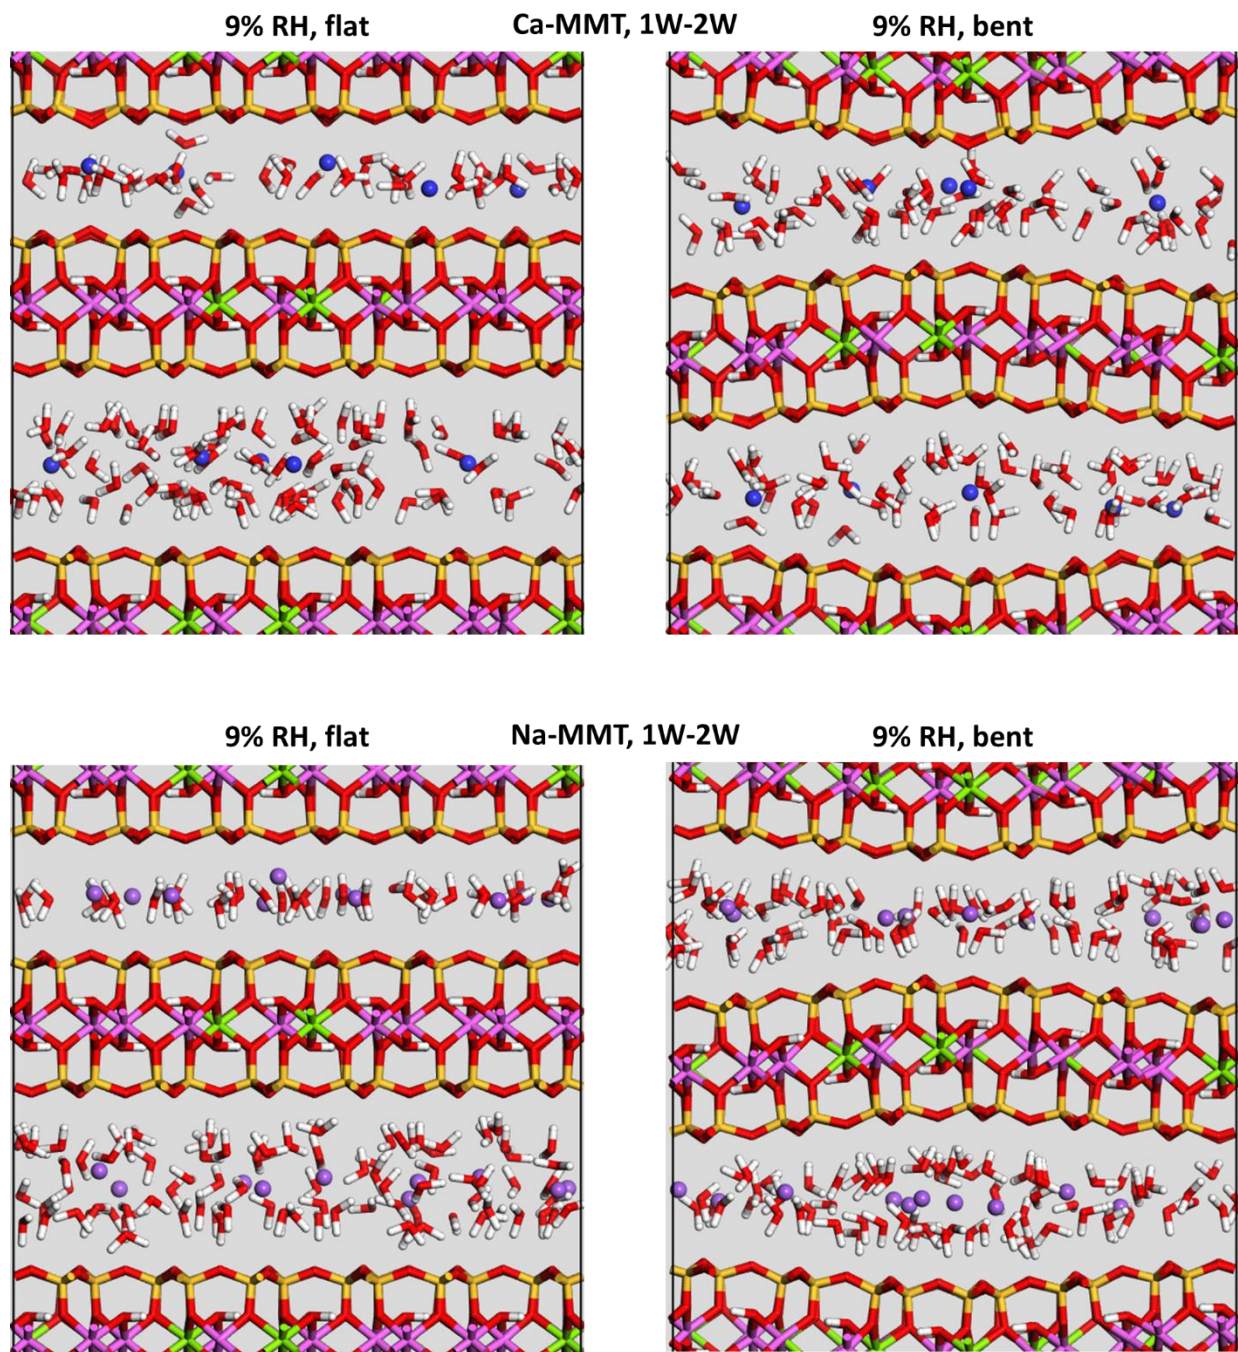 9% RH, flat Ca-MMT, 1W-2W 9% RH, bent
9% RH, flat Na-MMT, 1W-2W 9% RH, bent